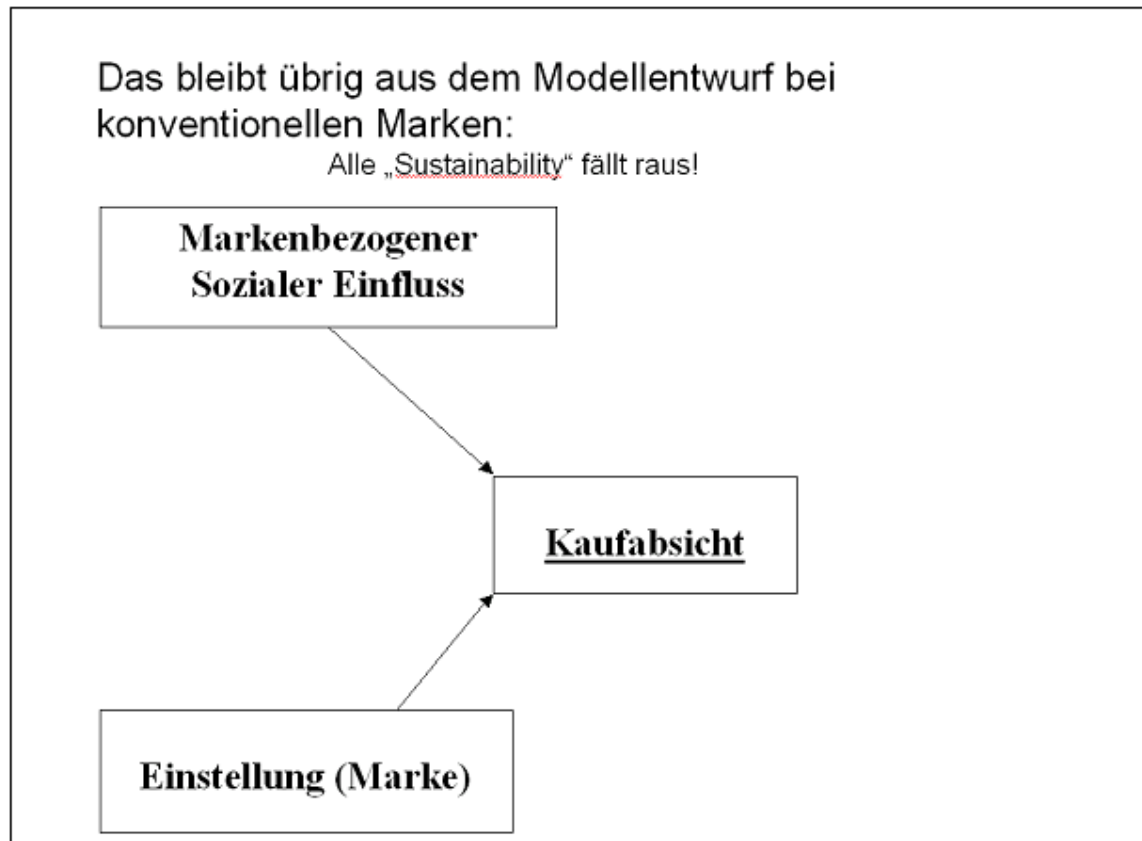 Das bleibt übrig aus dem Modellentwurf bei
konventionellen Marken:
Alle „Sustainability“ fällt raus!
Markenbezogener
Sozialer Einfluss
Kaufabsicht
Einstellung (Marke)